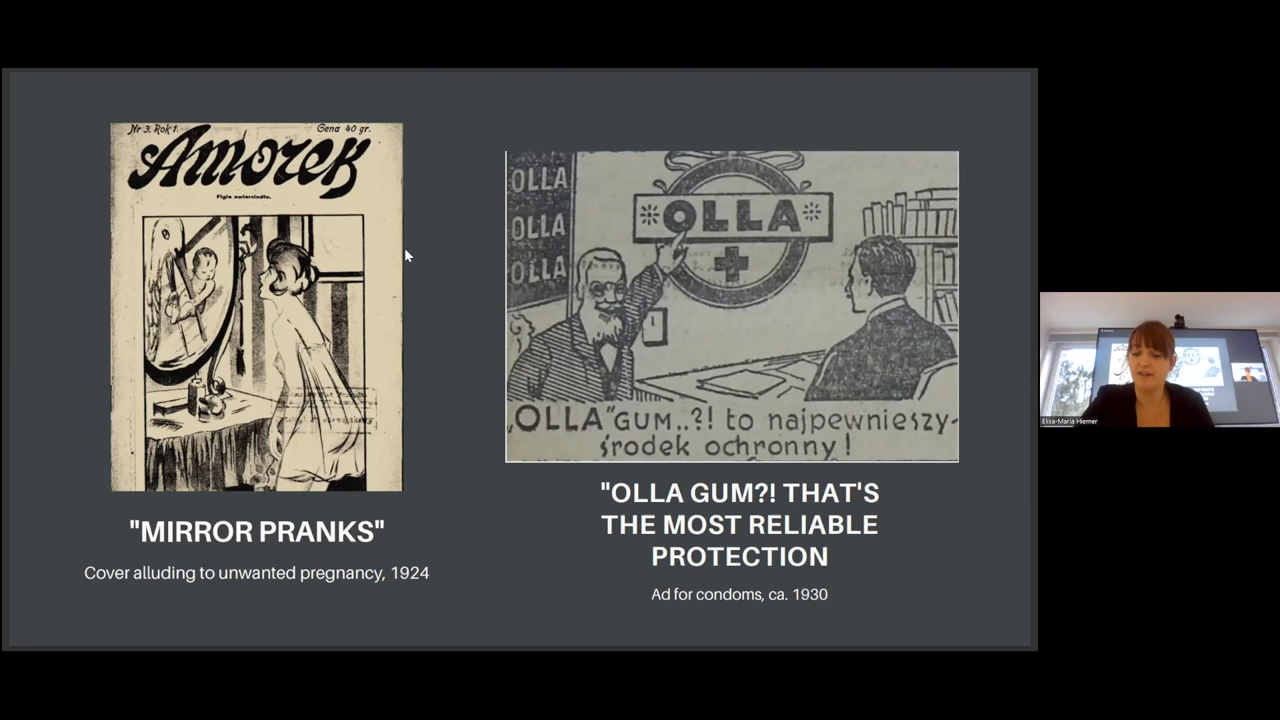 Nr 3. Rok 1.
Cena 40 gr.
Amorek
Figle zwierciadła.
"MIRROR PRANKS"
Cover alluding to unwanted pregnancy, 1924
OLLA
OLLA
OLLA
OLLA
„OLLA“ GUM..?! to najpewnieszy
środek ochronny!
"OLLA GUM?! THAT'S
THE MOST RELIABLE
PROTECTION
Ad for condoms, ca. 1930
Elisa-Maria Hiemer